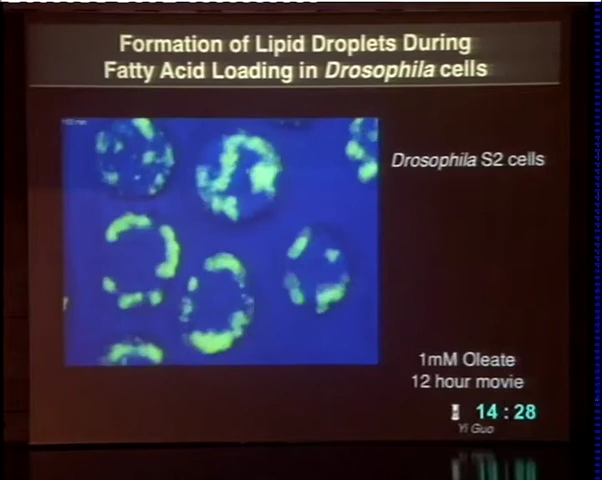 Formation of Lipid Droplets During
Fatty Acid Loading in Drosophila cells
Drosophila S2 cells
1mM Oleate
12 hour movie
14 : 28
Yi Guo